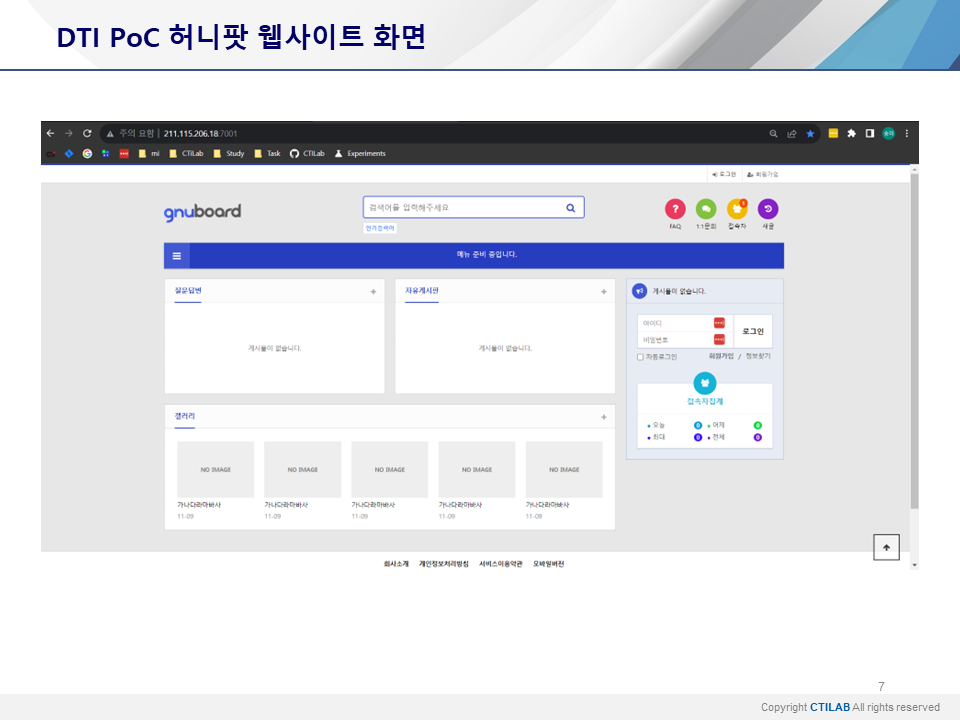 DTI PoC 허니팟 웹사이트 화면
주의 요함 | 211.115.206.18:7001
mi CTILab Study Task CTILab Experiments
로그인 회원가입
gnuboard
검색어를 입력해주세요
인기검색어
FAQ 1:1문의 접속자 새글
메뉴 준비 중입니다.
질문답변 +
게시물이 없습니다.
자유게시판 +
게시물이 없습니다.
게시물이 없습니다.
아이디
비밀번호
로그인
자동로그인
회원가입 / 정보찾기
접속자집계
오늘 0 어제 0
최대 0 전체 0
갤러리 +
NO IMAGE NO IMAGE NO IMAGE NO IMAGE NO IMAGE
가나다라마바사 가나다라마바사 가나다라마바사 가나다라마바사 가나다라마바사
11-09 11-09 11-09 11-09 11-09
회사소개 개인정보처리방침 서비스이용약관 모바일버전
7
Copyright CTILAB All rights reserved